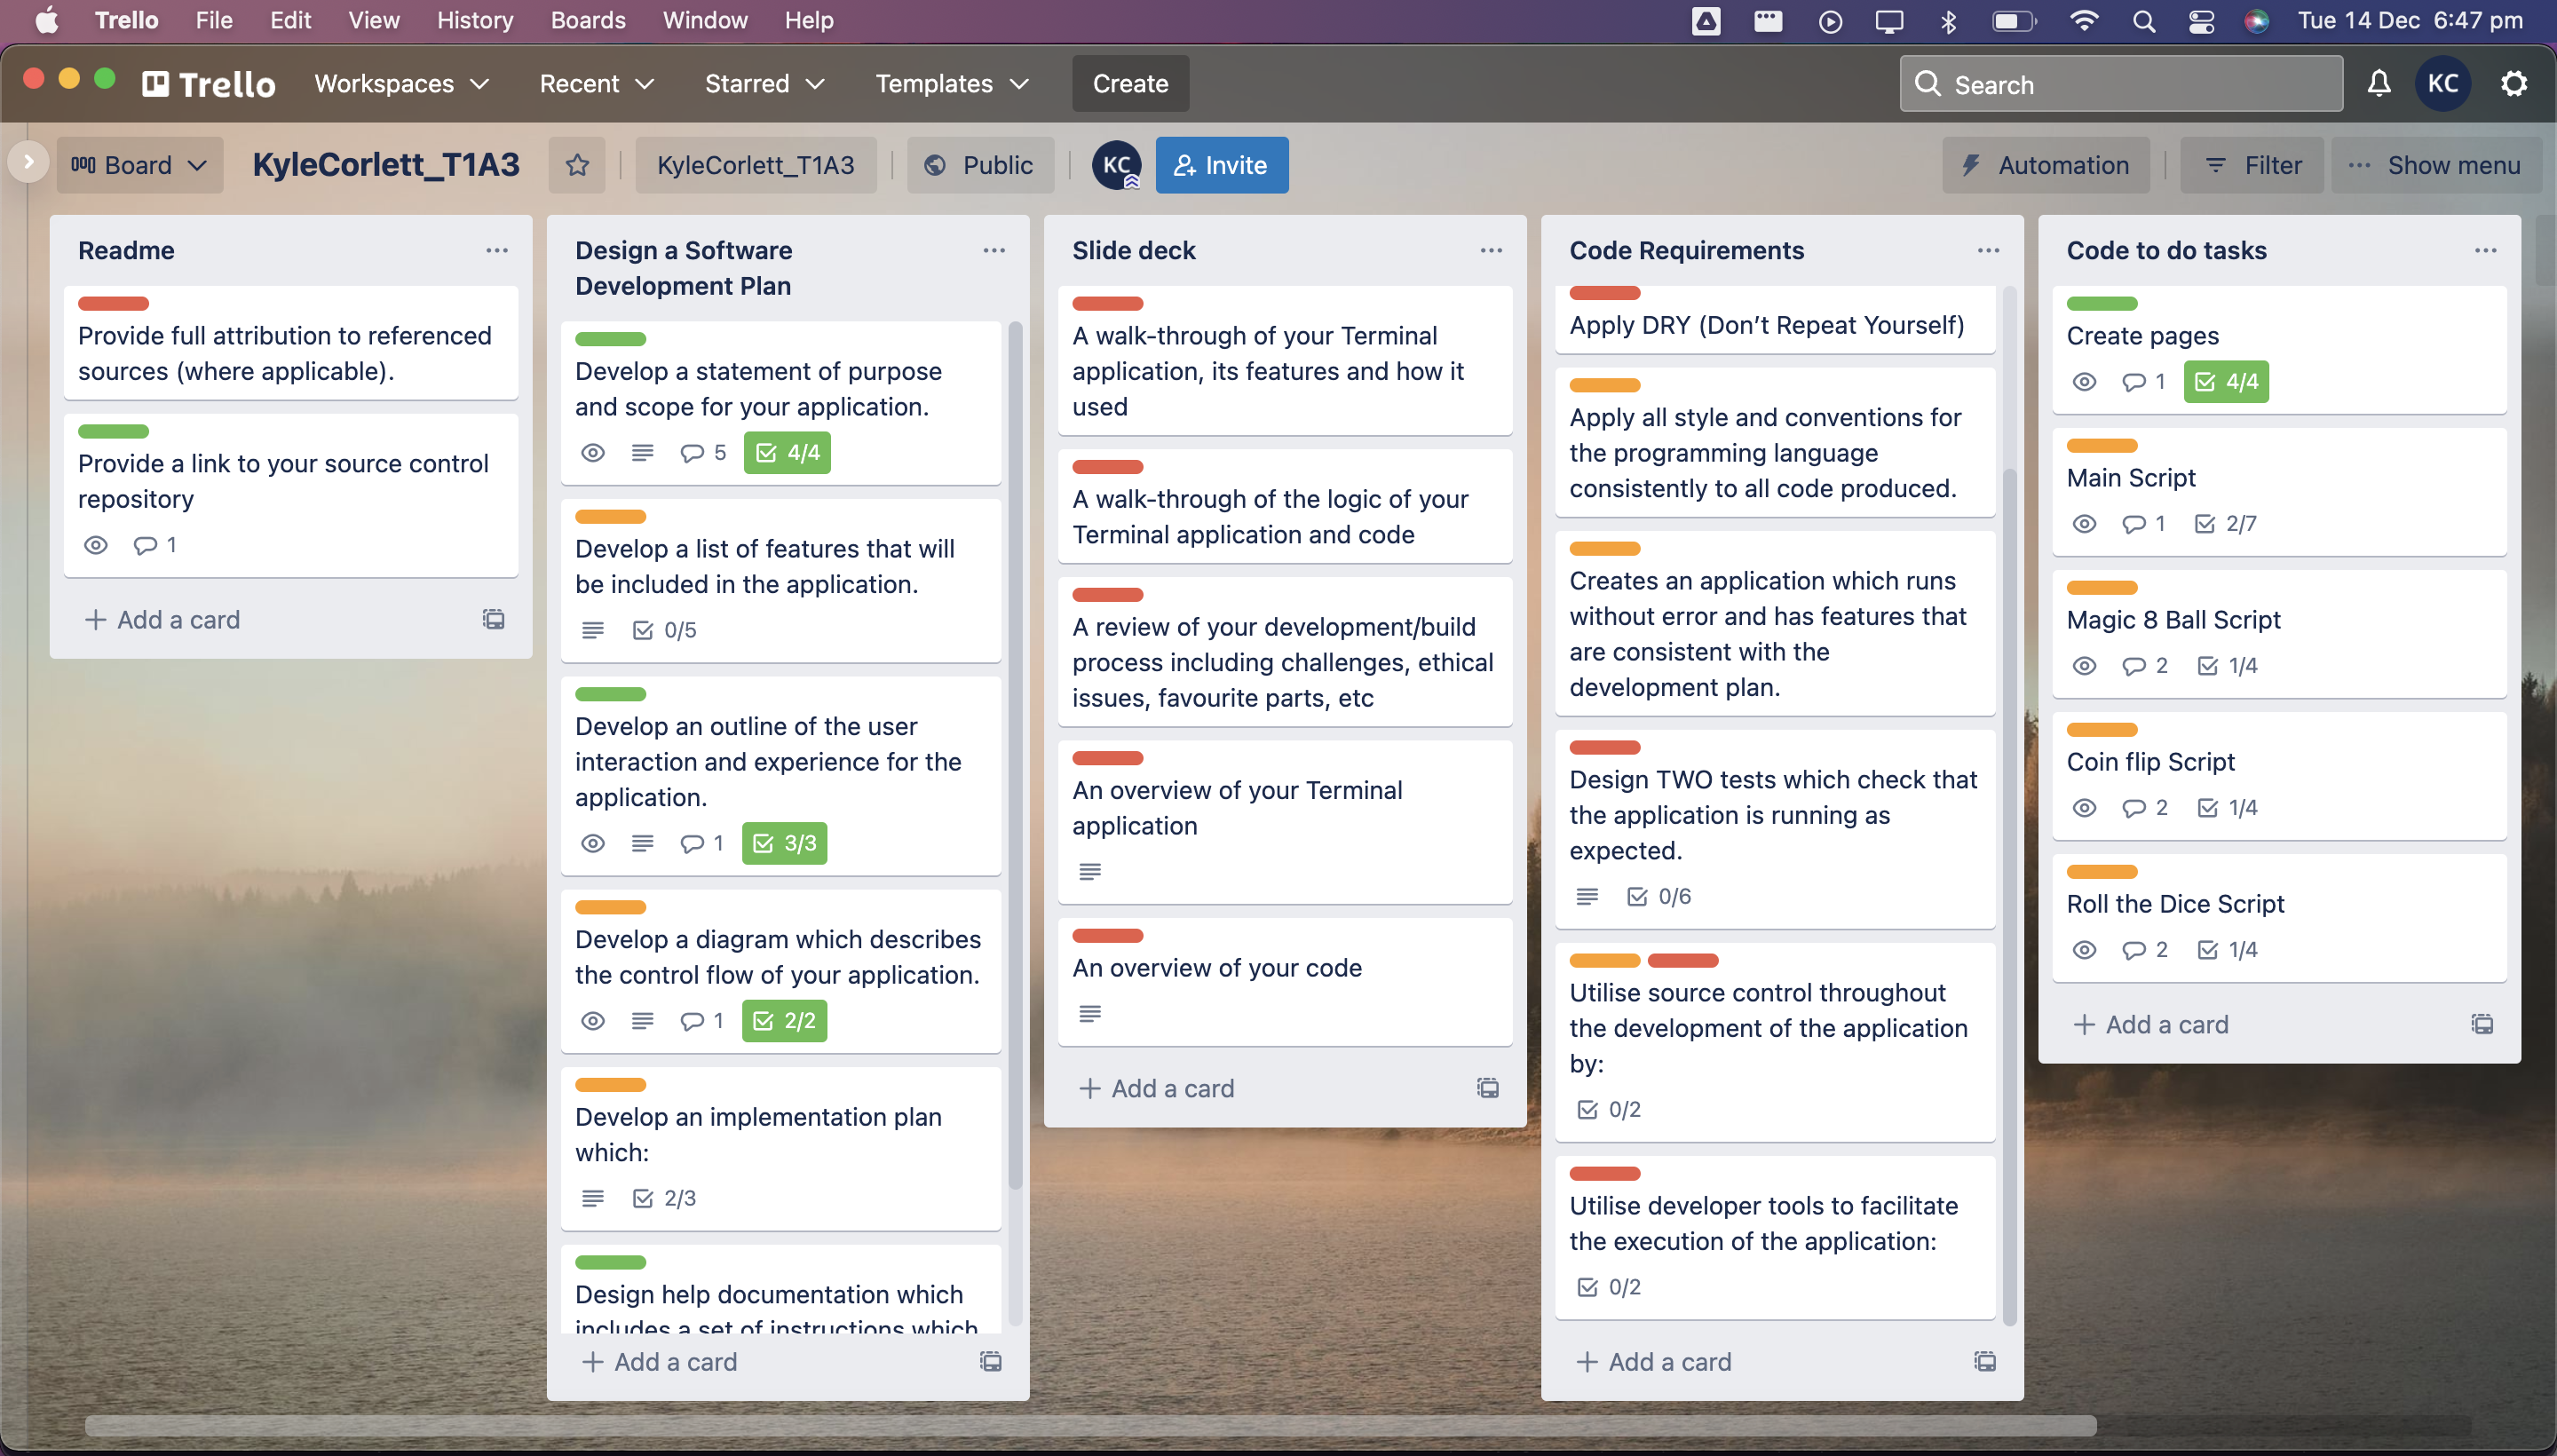 Trello File Edit View History Boards Window Help Tue 14 Dec 6:47 pm
Trello Workspaces Recent Starred Templates Create Search KC
Board KyleCorlett_T1A3 KyleCorlett_T1A3 Public KC Invite Automation Filter Show menu
Readme
Provide full attribution to referenced
sources (where applicable).
Provide a link to your source control
repository
1
Add a card
Design a Software
Development Plan
Develop a statement of purpose
and scope for your application.
5 4/4
Develop a list of features that will
be included in the application.
0/5
Develop an outline of the user
interaction and experience for the
application.
1 3/3
Develop a diagram which describes
the control flow of your application.
1 2/2
Develop an implementation plan
which:
2/3
Design help documentation which
includes a set of instructions which
Add a card
Slide deck
A walk-through of your Terminal
application, its features and how it
used
A walk-through of the logic of your
Terminal application and code
A review of your development/build
process including challenges, ethical
issues, favourite parts, etc
An overview of your Terminal
application
An overview of your code
Add a card
Code Requirements
Apply DRY (Don’t Repeat Yourself)
Apply all style and conventions for
the programming language
consistently to all code produced.
Creates an application which runs
without error and has features that
are consistent with the
development plan.
Design TWO tests which check that
the application is running as
expected.
0/6
Utilise source control throughout
the development of the application
by:
0/2
Utilise developer tools to facilitate
the execution of the application:
0/2
Add a card
Code to do tasks
Create pages
1 4/4
Main Script
1 2/7
Magic 8 Ball Script
2 1/4
Coin flip Script
2 1/4
Roll the Dice Script
2 1/4
Add a card